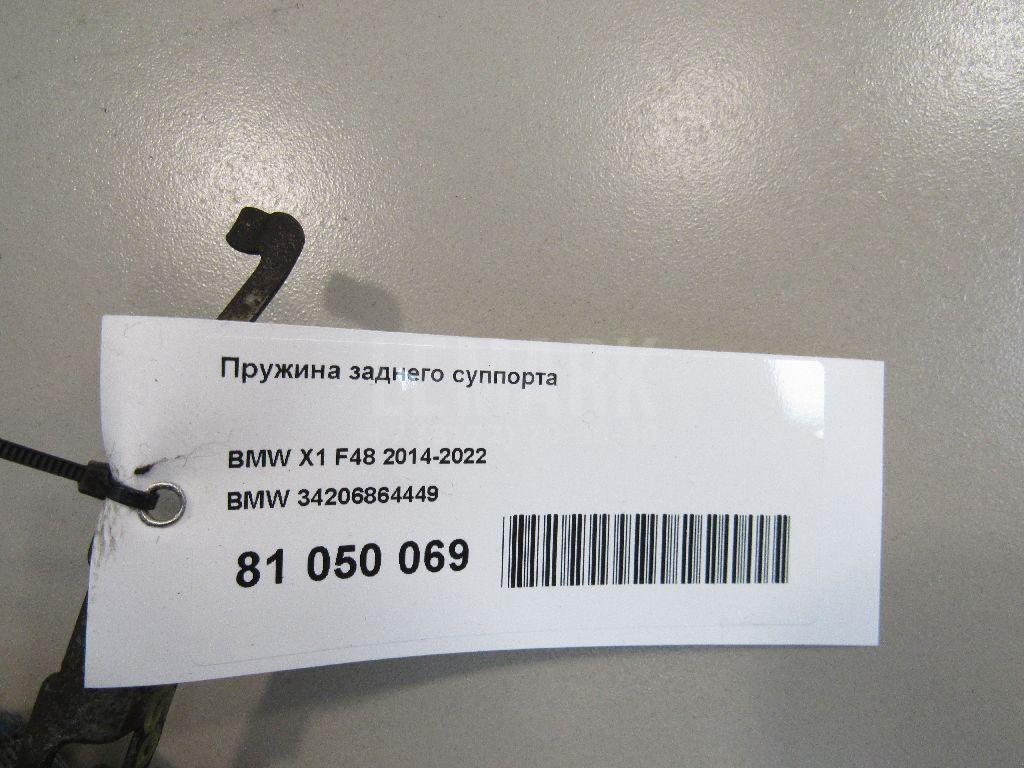 Пружина заднего суппорта
BMW X1 F48 2014-2022
BMW 34206864449
81 050 069